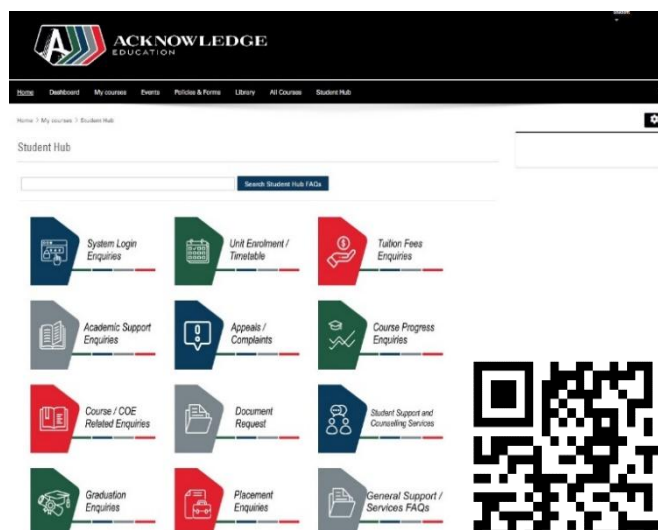 ACKNOWLEDGE
EDUCATION
Home Dashboard My courses Events Policies & Forms Library All Courses Student Hub
Home > My courses > Student Hub
Student Hub
Search Student Hub FAQs
System Login
Enquiries
Unit Enrolment /
Timetable
Tuition Fees
Enquiries
Academic Support
Enquiries
Appeals /
Complaints
Course Progress
Enquiries
Course / COE
Related Enquiries
Document
Request
Student Support and
Counselling Services
Graduation
Enquiries
Placement
Enquiries
General Support /
Services FAQs